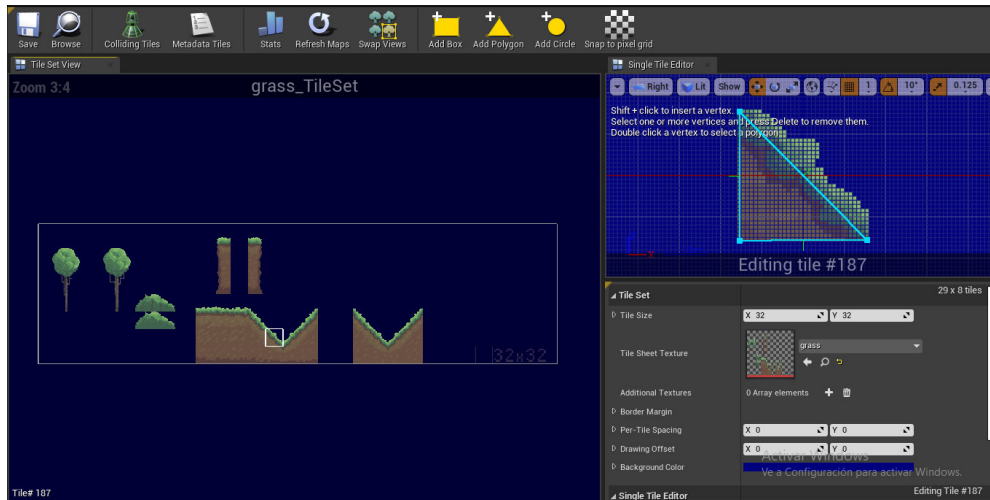 Save Browse Colliding Tiles Metadata Tiles Stats Refresh Maps Swap Views Add Box Add Polygon Add Circle Snap to pixel grid
Tile Set View
Zoom 3:4
grass_TileSet
32x32
Tile# 187
Single Tile Editor
Right Lit Show 1 10° 0.125
Shift + click to insert a vertex.
Select one or more vertices and press Delete to remove them.
Double click a vertex to select a polygon.
Editing tile #187
Tile Set 29 x 8 tiles
Tile Size X 32 Y 32
Tile Sheet Texture grass
Additional Textures 0 Array elements
Border Margin
Per-Tile Spacing X 0 Y 0
Drawing Offset X 0 Y 0
Activar Windows
Background Color
Ve a Configuración para activar Windows.
Single Tile Editor
Editing Tile #187